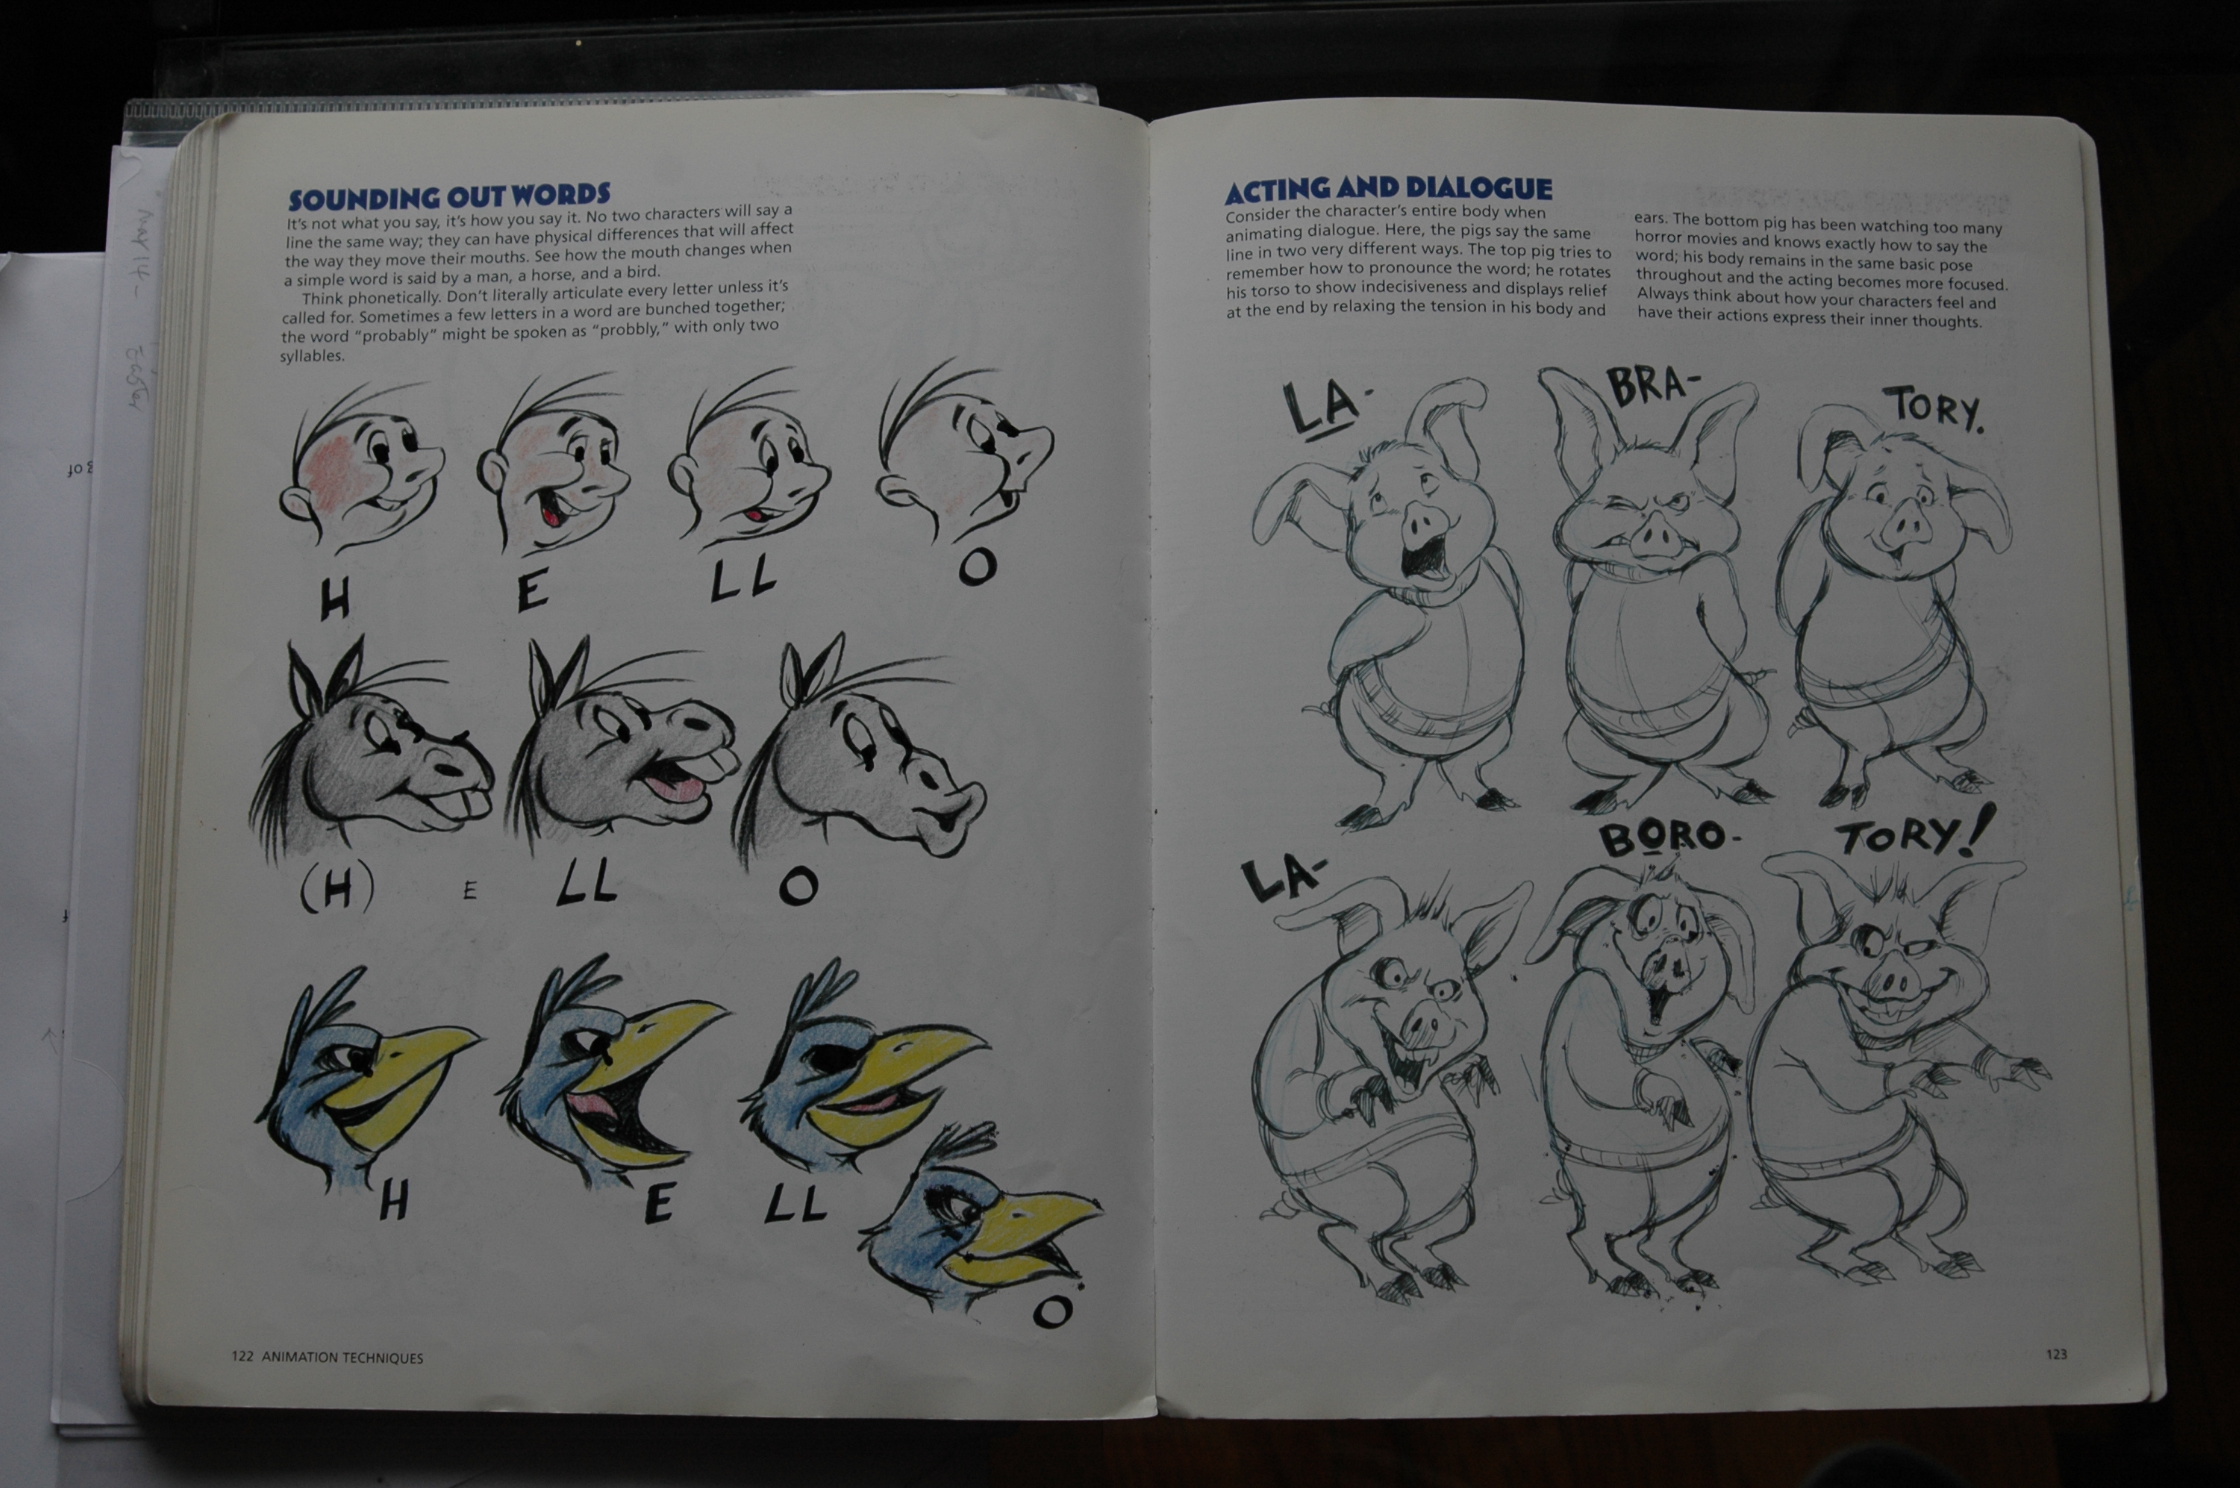 SOUNDING OUT WORDS
It's not what you say, it's how you say it. No two characters will say a
line the same way; they can have physical differences that will affect
the way they move their mouths. See how the mouth changes when
a simple word is said by a man, a horse, and a bird.
Think phonetically. Don't literally articulate every letter unless it's
called for. Sometimes a few letters in a word are bunched together;
the word “probably” might be spoken as “probbly,” with only two
syllables.
H E LL O
(H) E LL O
H E LL
O
122 ANIMATION TECHNIQUES
ACTING AND DIALOGUE
Consider the character's entire body when
animating dialogue. Here, the pigs say the same
line in two very different ways. The top pig tries to
remember how to pronounce the word; he rotates
his torso to show indecisiveness and displays relief
at the end by relaxing the tension in his body and
ears. The bottom pig has been watching too many
horror movies and knows exactly how to say the
word; his body remains in the same basic pose
throughout and the acting becomes more focused.
Always think about how your characters feel and
have their actions express their inner thoughts.
LA- BRA- TORY.
LA- BORO- TORY!
123
May 14 -
Easter
of